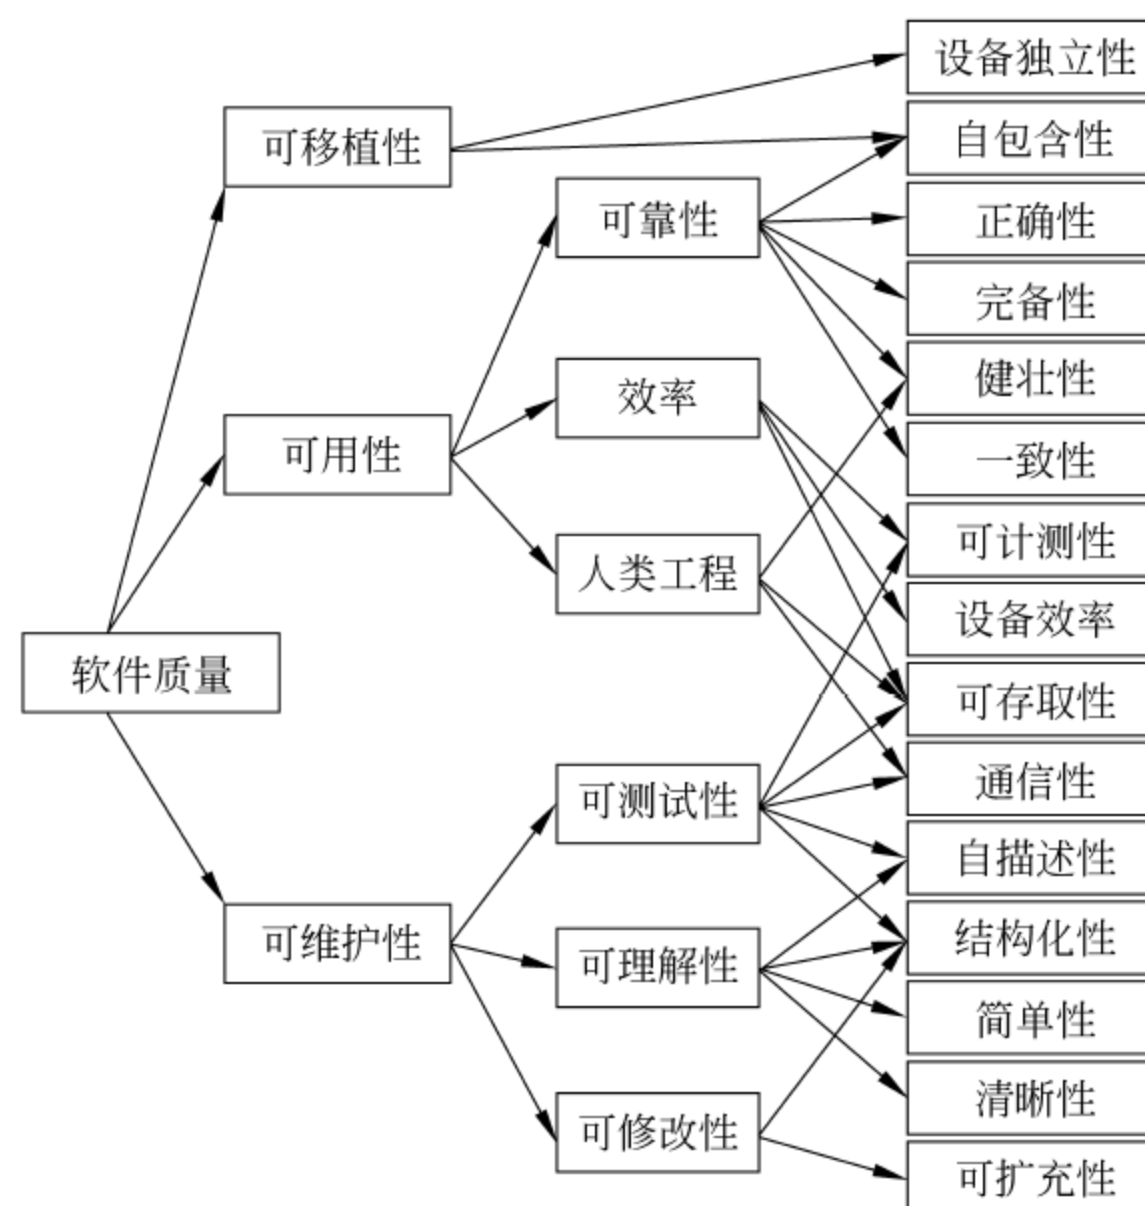 设备独立性
可移植性
自包含性
可靠性
正确性
完备性
健壮性
效率
可用性
一致性
可计测性
人类工程
设备效率
软件质量
可存取性
通信性
可测试性
自描述性
可维护性
结构化性
可理解性
简单性
清晰性
可修改性
可扩充性